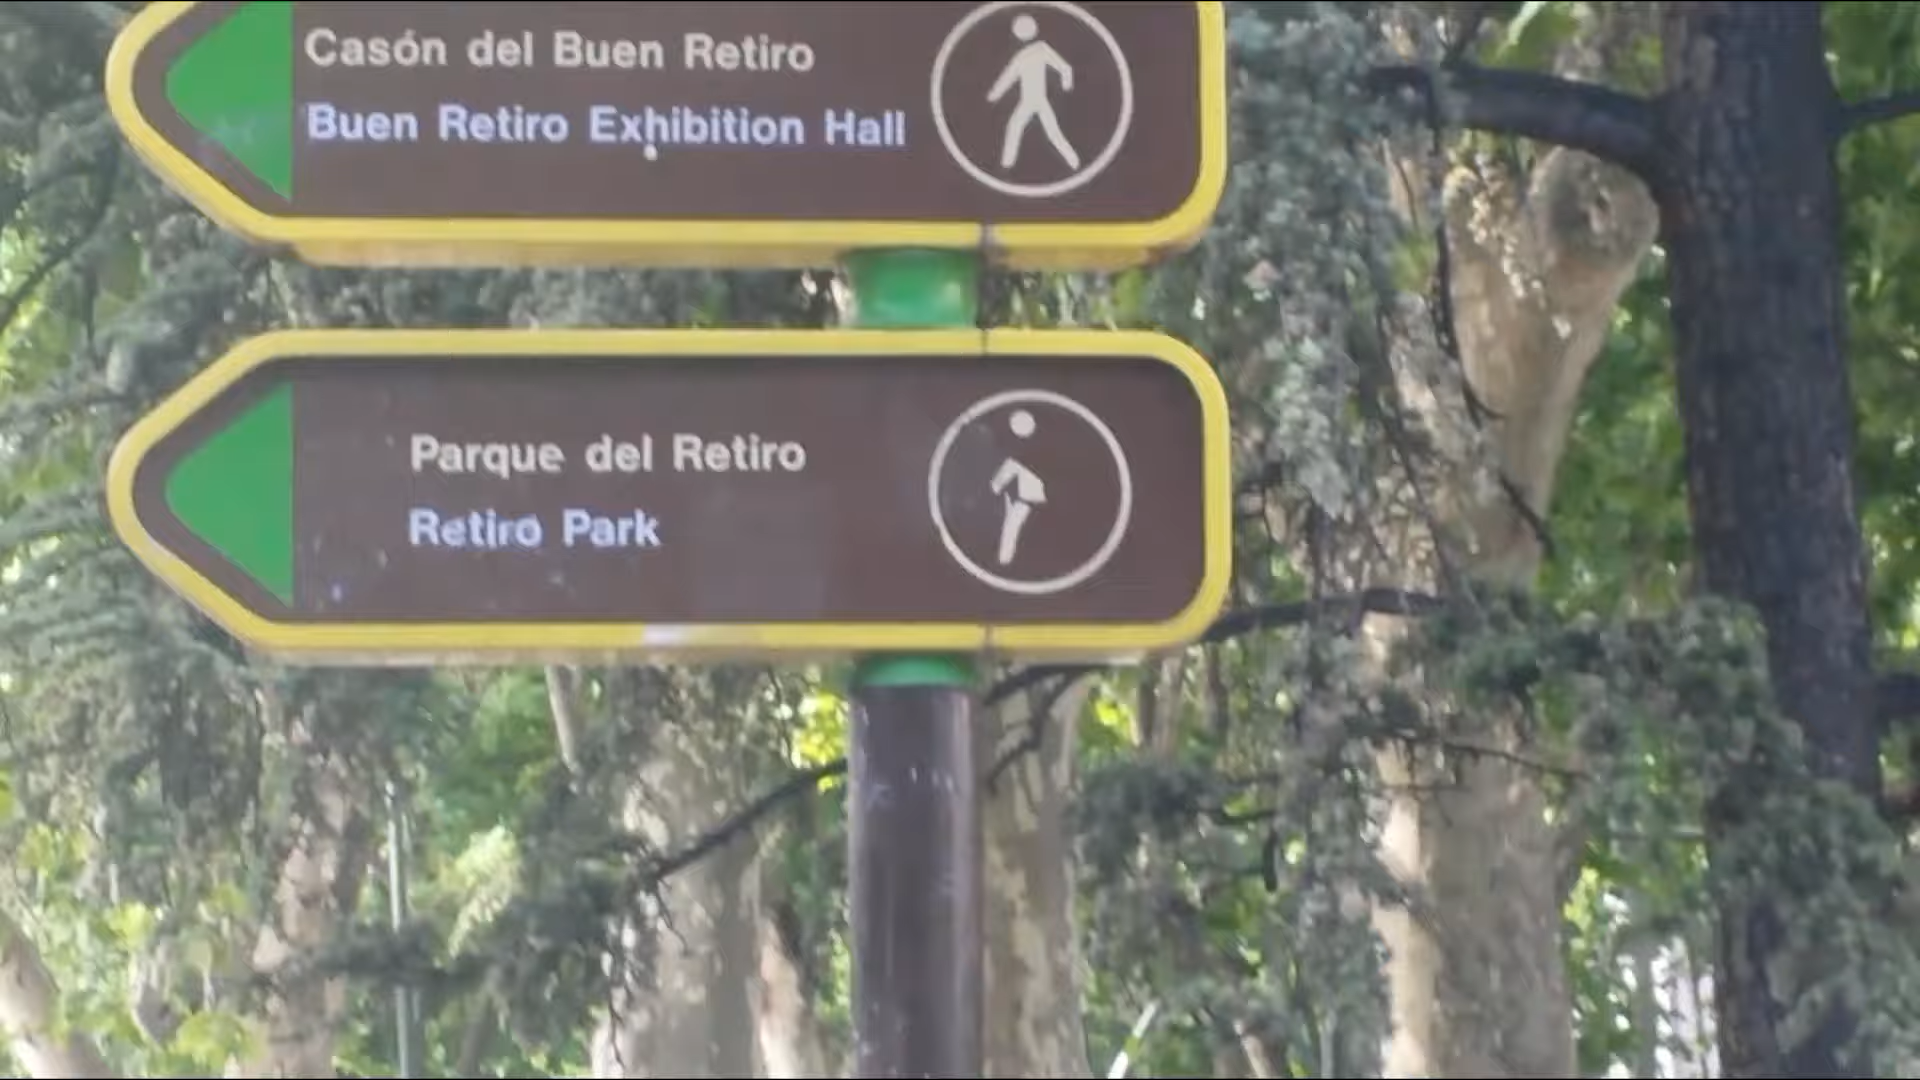 Casón del Buen Retiro
Buen Retiro Exhibition Hall
Parque del Retiro
Retiro Park